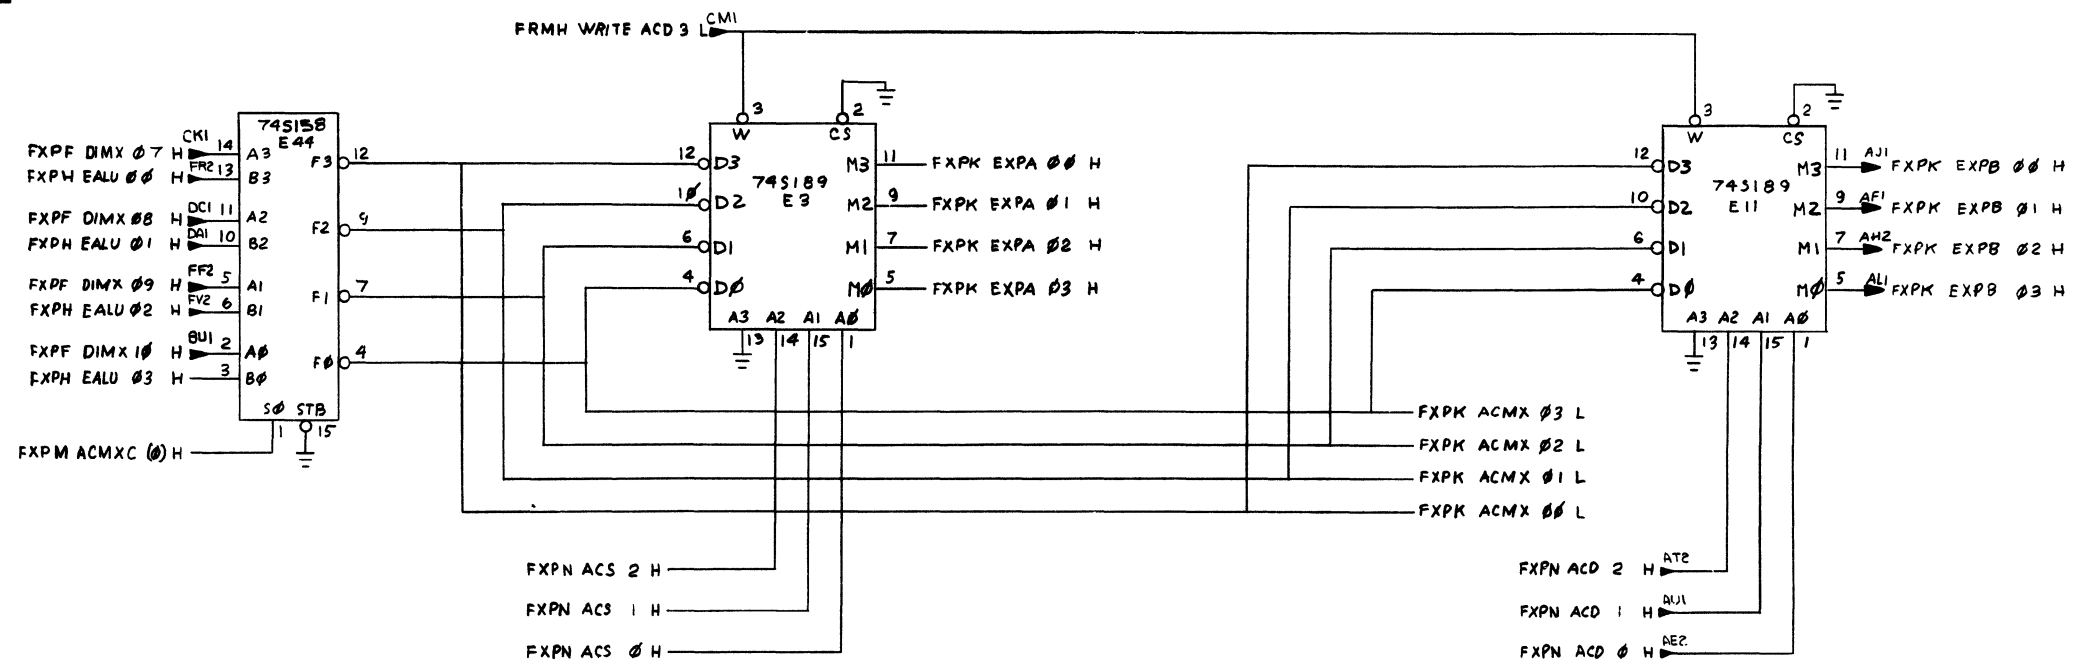 FRMH WRITE ACD 3 L CM1
74S158
E44
FXPF DIMX Ø7 H CK1 14 A3
FXPH EALU ØØ H FR2 13 B3
FXPF DIMX Ø8 H DC1 11 A2
FXPH EALU Ø1 H DA1 10 B2
FXPF DIMX Ø9 H FF2 5 A1
FXPH EALU Ø2 H FV2 6 B1
FXPF DIMX 1Ø H BU1 2 AØ
FXPH EALU Ø3 H 3 BØ
F3 12
F2 9
F1 7
FØ 4
SØ STB
1 15
FXPM ACMXC (Ø) H
3 2
W CS
74S189
E3
12 D3
1Ø D2
6 D1
4 DØ
M3 11 FXPK EXPA ØØ H
M2 9 FXPK EXPA Ø1 H
M1 7 FXPK EXPA Ø2 H
MØ 5 FXPK EXPA Ø3 H
A3 A2 A1 AØ
13 14 15 1
3 2
W CS
74S189
E11
12 D3
10 D2
6 D1
4 DØ
M3 11 AJ1 FXPK EXPB ØØ H
M2 9 AF1 FXPK EXPB Ø1 H
M1 7 AH2 FXPK EXPB Ø2 H
MØ 5 AL1 FXPK EXPB Ø3 H
A3 A2 A1 AØ
13 14 15 1
FXPK ACMX Ø3 L
FXPK ACMX Ø2 L
FXPK ACMX Ø1 L
FXPK ACMX ØØ L
FXPN ACS 2 H
FXPN ACS 1 H
FXPN ACS Ø H
FXPN ACD 2 H AT2
FXPN ACD 1 H AU1
FXPN ACD Ø H AE2